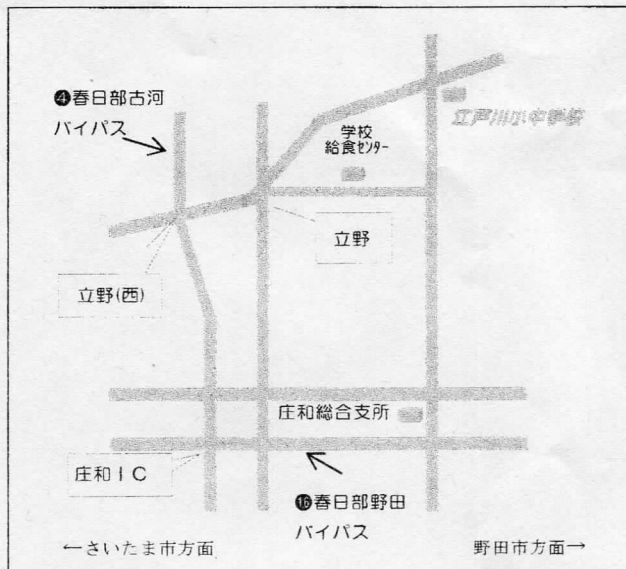 ❹春日部古河
バイパス
江戸川小中学校
学校
給食センター
立野
立野(西)
庄和総合支所
庄和IC
⓰春日部野田
バイパス
←さいたま市方面
野田市方面→